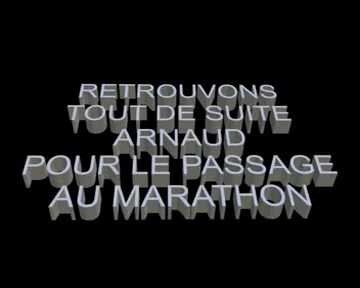 RETROUVONS
TOUT DE SUITE
ARNAUD
POUR LE PASSAGE
AU MARATHON